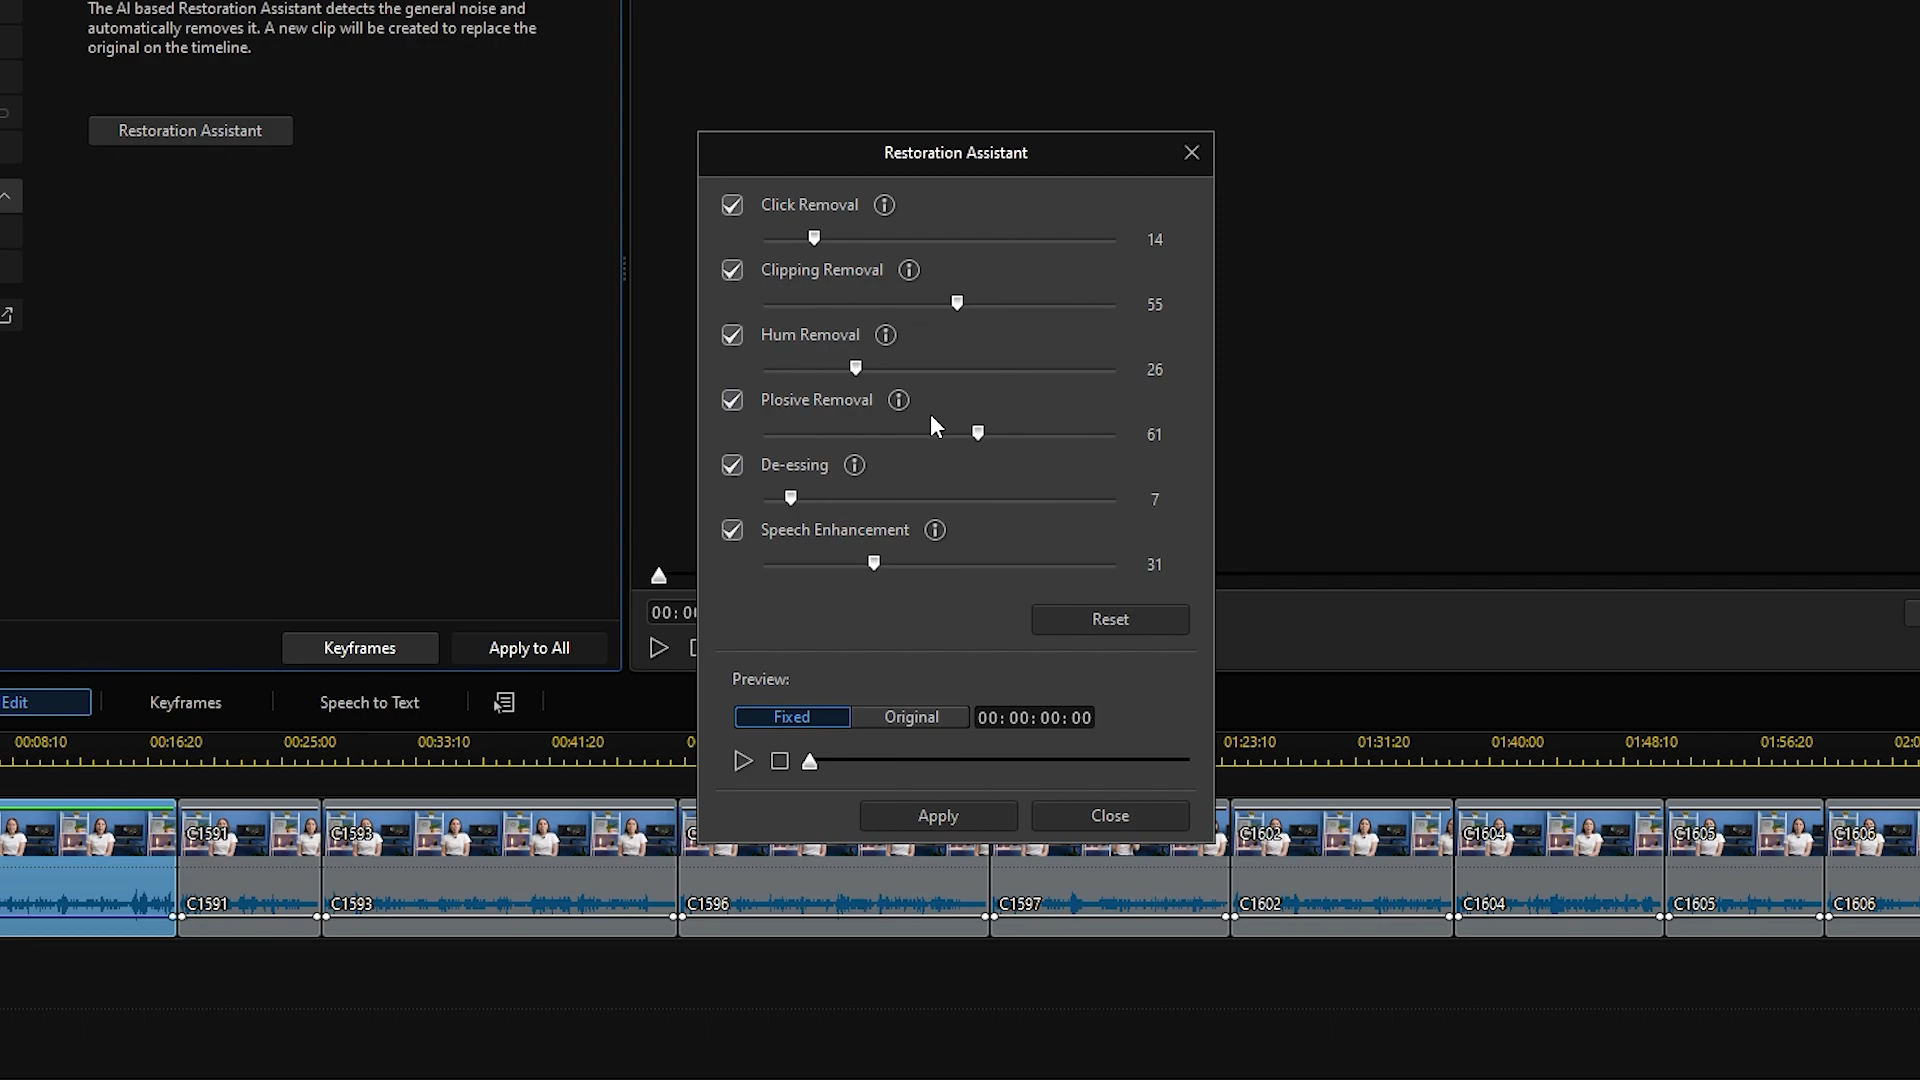 The AI based Restoration Assistant detects the general noise and
automatically removes it. A new clip will be created to replace the
original on the timeline.
Restoration Assistant
Restoration Assistant
Click Removal
14
Clipping Removal
55
Hum Removal
26
Plosive Removal
61
De-essing
7
Speech Enhancement
31
Reset
Preview:
Fixed Original 00:00:00:00
Apply Close
Keyframes Apply to All
Edit Keyframes Speech to Text
00:08:10 00:16:20 00:25:00 00:33:10 00:41:20 01:23:10 01:31:20 01:40:00 01:48:10 01:56:20
C1591 C1593 C1602 C1604 C1605 C1606
C1591 C1593 C1596 C1597 C1602 C1604 C1605 C1606